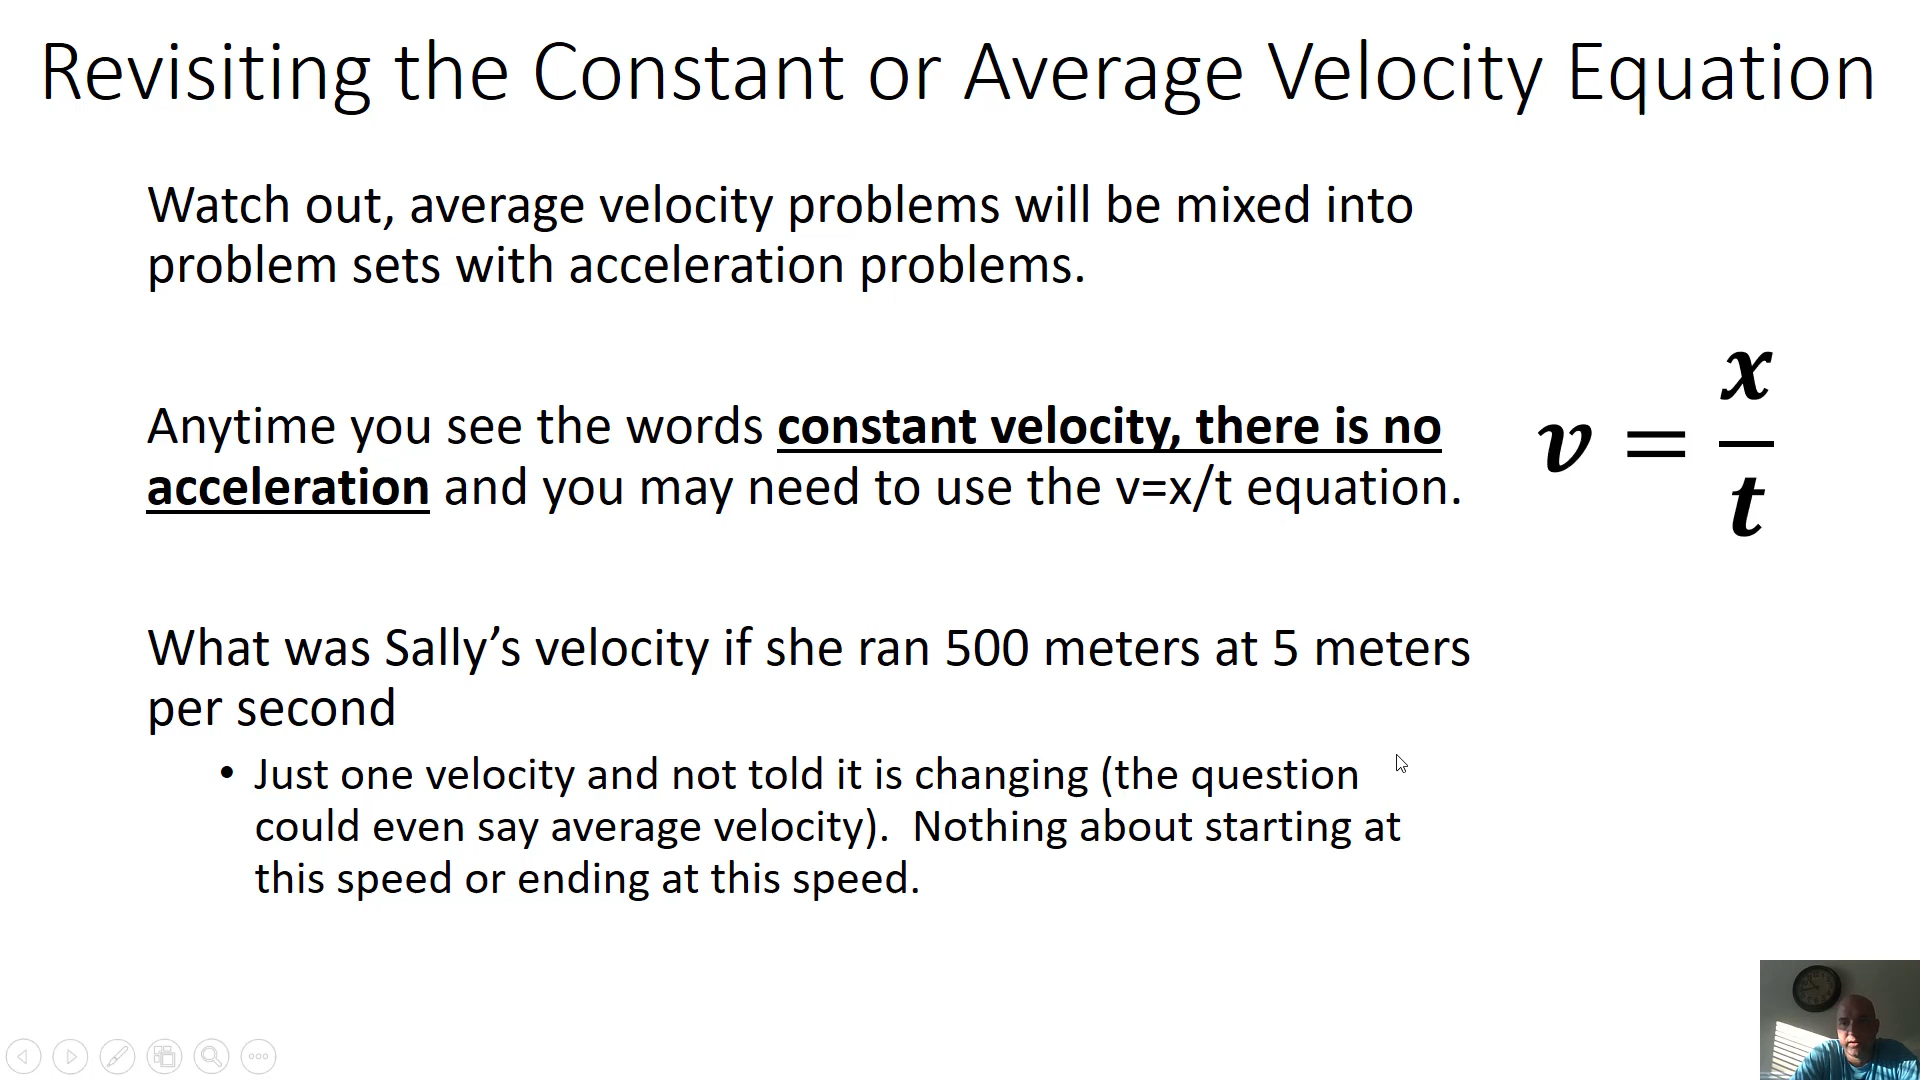 Revisiting the Constant or Average Velocity Equation
Watch out, average velocity problems will be mixed into
problem sets with acceleration problems.
Anytime you see the words constant velocity, there is no
acceleration and you may need to use the v=x/t equation.
v = x/t
What was Sally’s velocity if she ran 500 meters at 5 meters
per second
• Just one velocity and not told it is changing (the question
could even say average velocity).  Nothing about starting at
this speed or ending at this speed.